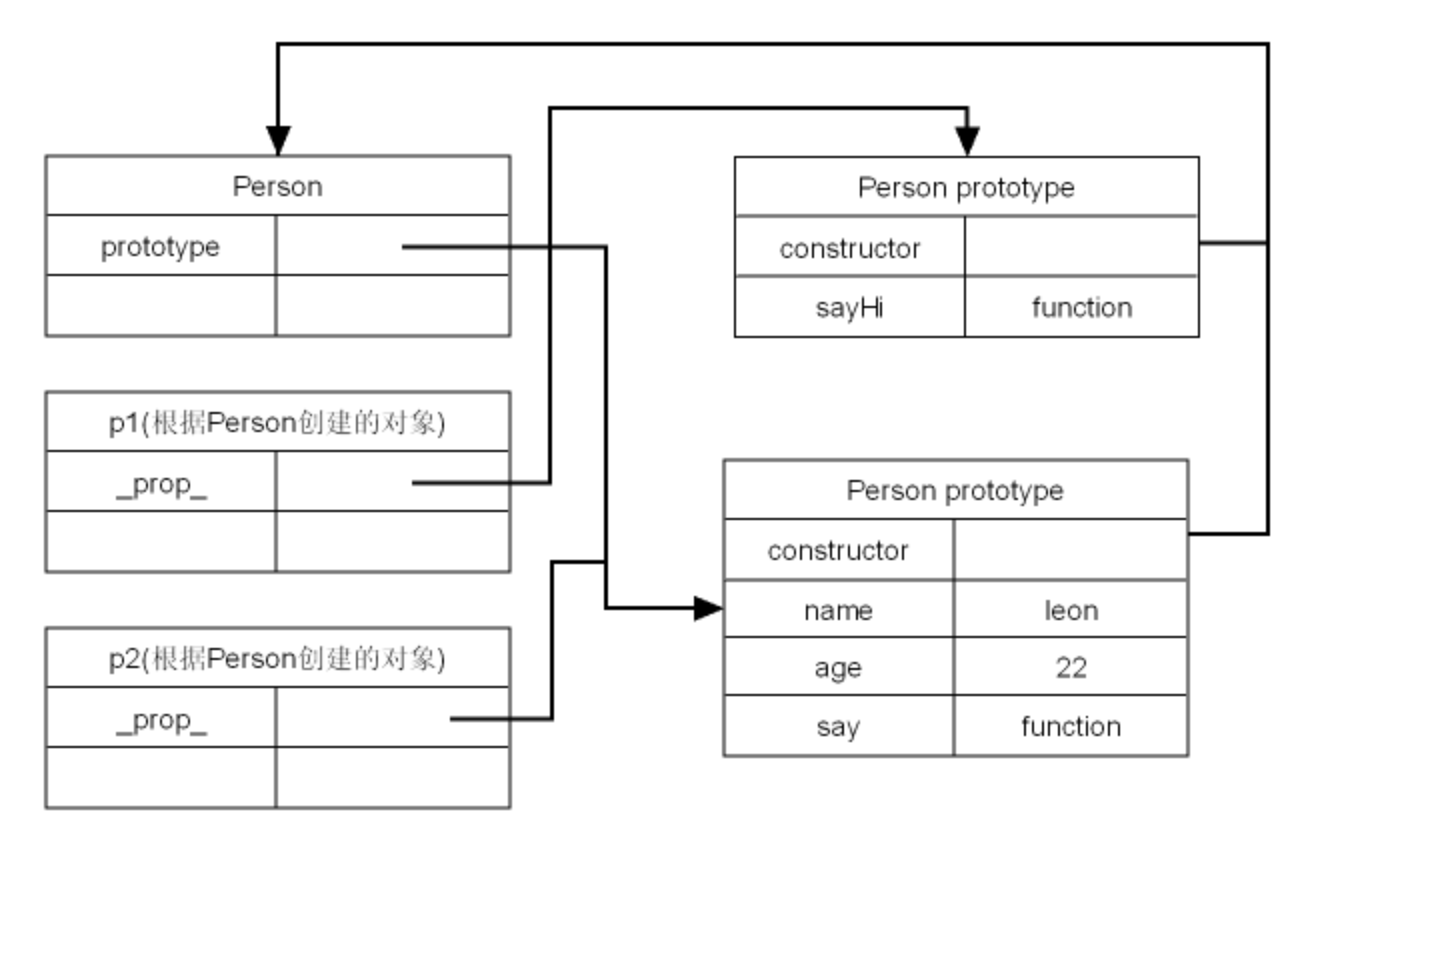 Person
prototype
p1(根据Person创建的对象)
_prop_
p2(根据Person创建的对象)
_prop_
Person prototype
constructor
sayHi function
Person prototype
constructor
name leon
age 22
say function